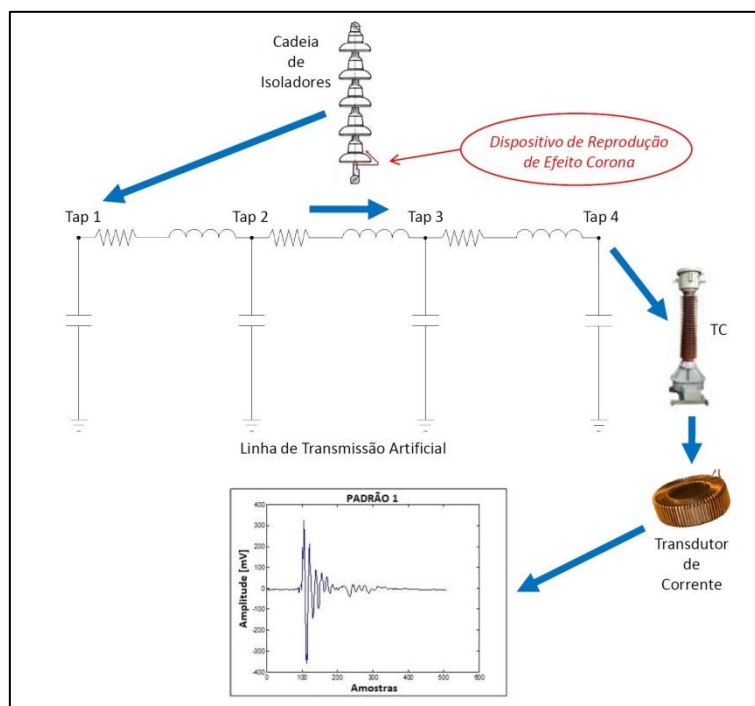 Cadeia
de
Isoladores
Dispositivo de Reprodução
de Efeito Corona
Tap 1
Tap 2
Tap 3
Tap 4
TC
Linha de Transmissão Artificial
Transdutor
de
Corrente
PADRÃO 1
Amplitude [mV]
400
300
200
100
0
-100
-200
-300
-400
0
100
200
300
400
500
600
Amostras